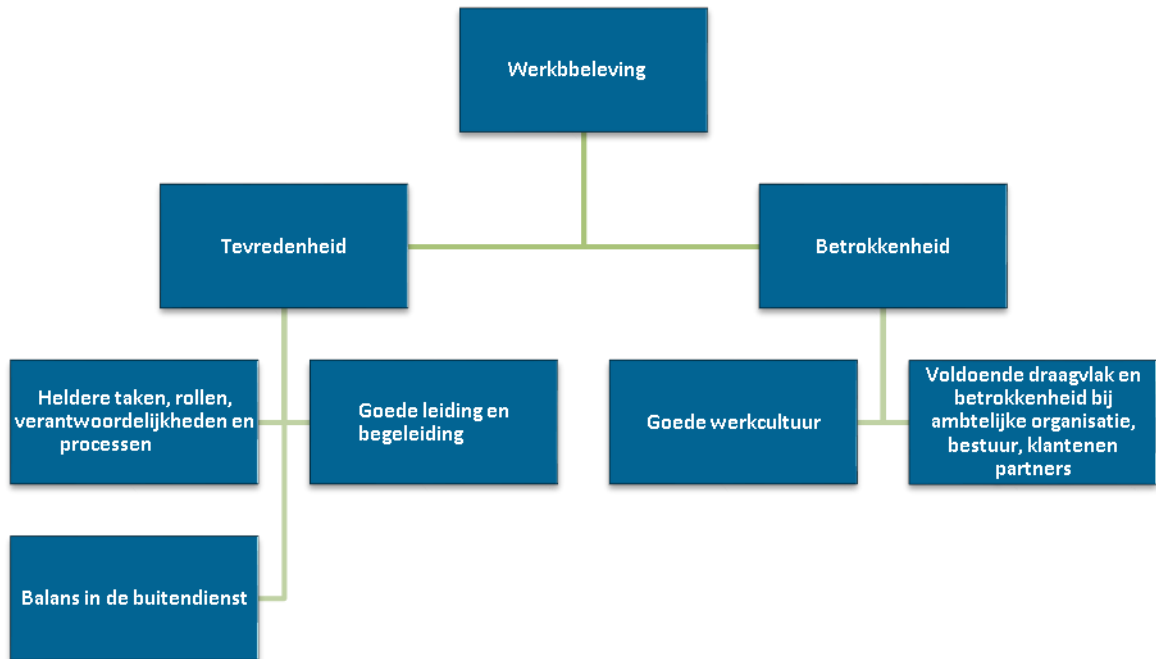 Werkbbeleving
Tevredenheid
Betrokkenheid
Heldere taken, rollen,
verantwoordelijkheden en
processen
Goede leiding en
begeleiding
Goede werkcultuur
Voldoende draagvlak en
betrokkenheid bij
ambtelijke organisatie,
bestuur, klantenen
partners
Balans in de buitendienst